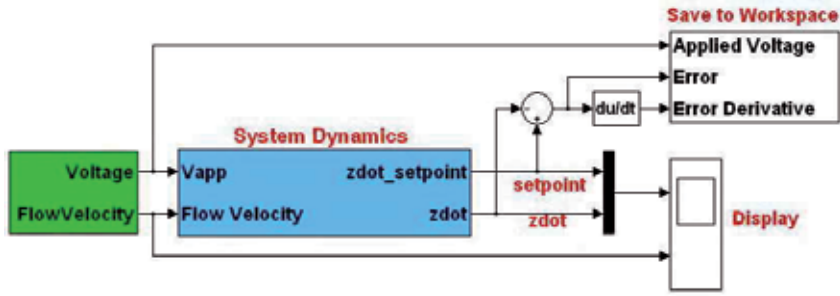 Save to Workspace
Applied Voltage
Error
du/dt
Error Derivative
System Dynamics
Voltage
Vapp
zdot_setpoint
setpoint
FlowVelocity
Flow Velocity
zdot
zdot
Display